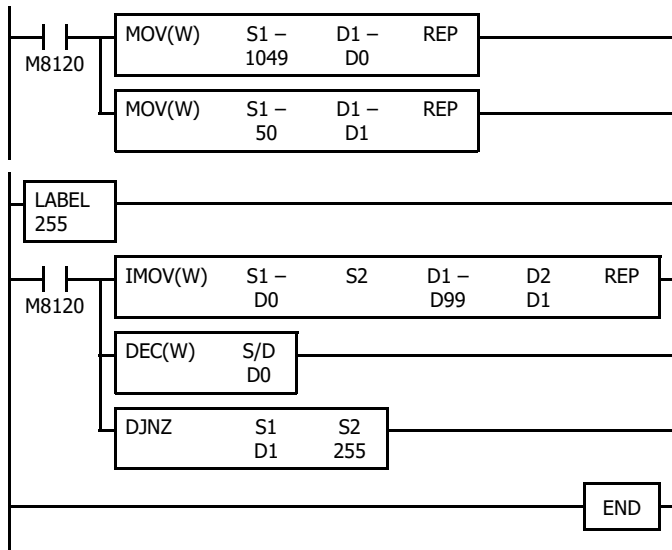 MOV(W) S1 – D1 – REP
M8120 1049 D0
MOV(W) S1 – D1 – REP
50 D1
LABEL
255
IMOV(W) S1 – S2 D1 – D2 REP
M8120 D0 D99 D1
DEC(W) S/D
D0
DJNZ S1 S2
D1 255
END